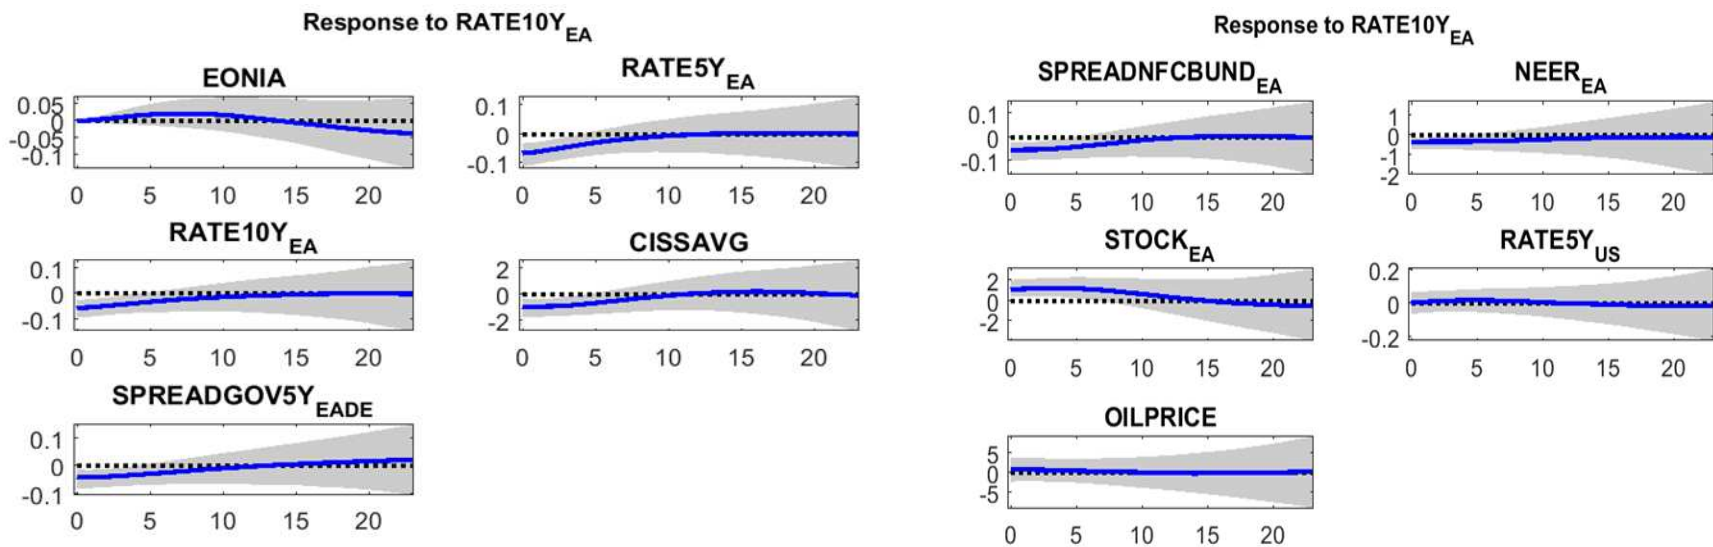 Response to RATE10Y_EA
EONIA
0.05
0
-0.05
-0.1
0 5 10 15 20
RATE5Y_EA
0.1
0
-0.1
0 5 10 15 20
RATE10Y_EA
0.1
0
-0.1
0 5 10 15 20
CISSAVG
2
0
-2
0 5 10 15 20
SPREADGOV5Y_EADE
0.1
0
-0.1
0 5 10 15 20
Response to RATE10Y_EA
SPREADNFCBUND_EA
0.1
0
-0.1
0 5 10 15 20
NEER_EA
1
0
-1
-2
0 5 10 15 20
STOCK_EA
2
0
-2
0 5 10 15 20
RATE5Y_US
0.2
0
-0.2
0 5 10 15 20
OILPRICE
5
0
-5
0 5 10 15 20